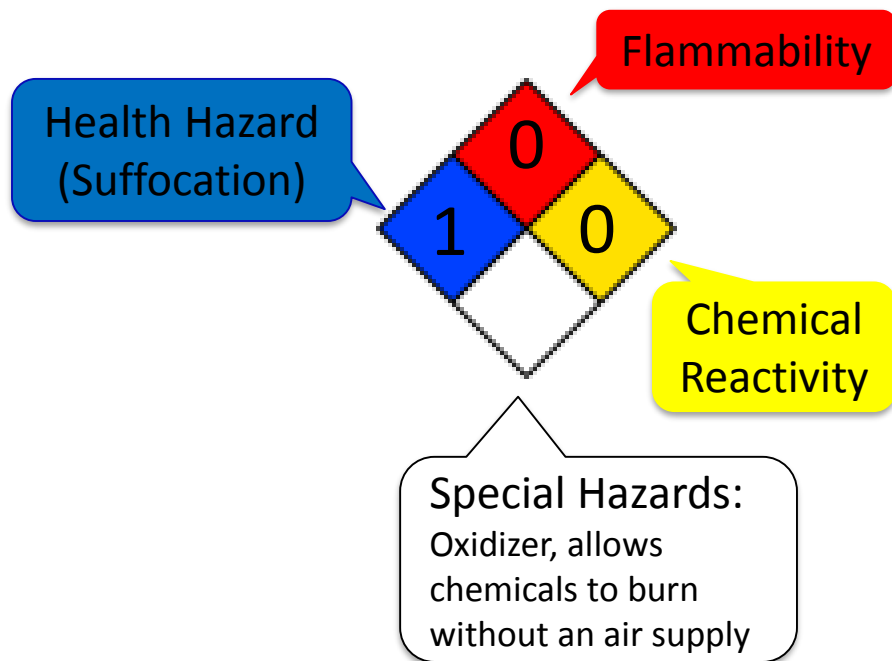 Flammability
Health Hazard
(Suffocation)
0
1
0
Chemical
Reactivity
Special Hazards:
Oxidizer, allows
chemicals to burn
without an air supply